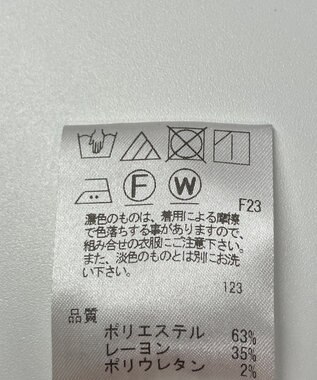 F W F23
濃色のものは、着用による摩擦
で色落ちする事がありますので、
組み合せの衣服にご注意下さい。
また、淡色のものとは別にお洗
い下さい。
123
品質
ポリエステル 63%
レーヨン 35%
ポリウレタン 2%